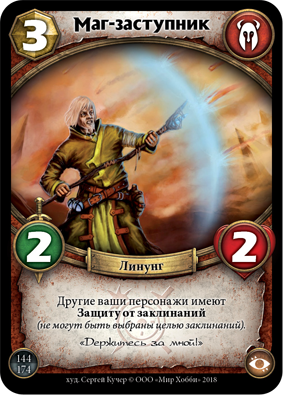 3
Маг-заступник
2
2
Линунг
Другие ваши персонажи имеют
Защиту от заклинаний
(не могут быть выбраны целью заклинаний).
«Держитесь за мной!»
144
174
худ. Сергей Кучер © ООО «Мир Хобби» 2018